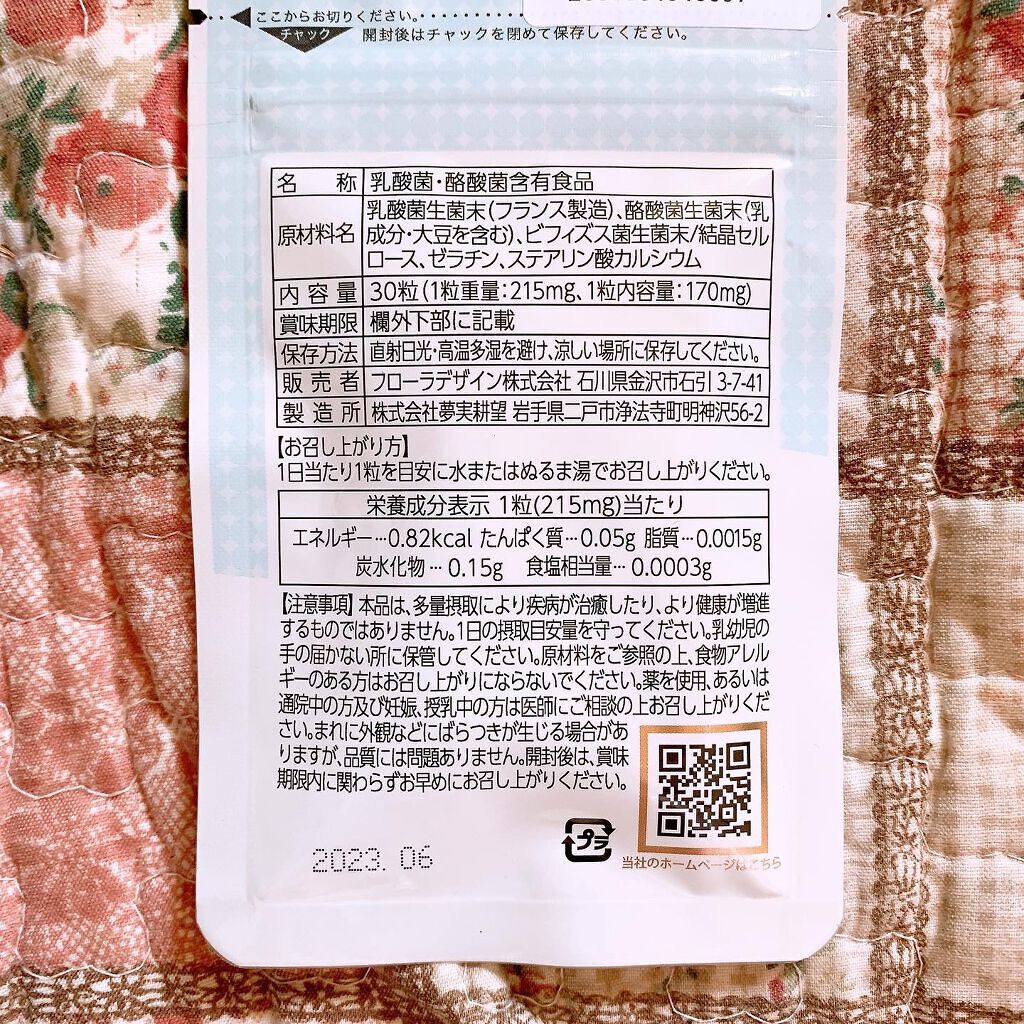 ここからお切りください。
チャック 開封後はチャックを閉めて保存してください。
名 称 乳酸菌・酪酸菌含有食品
原材料名 乳酸菌生菌末(フランス製造)、酪酸菌生菌末(乳
成分・大豆を含む)、ビフィズス菌生菌末/結晶セル
ロース、ゼラチン、ステアリン酸カルシウム
内容量 30粒(1粒重量:215mg、1粒内容量:170mg)
賞味期限 欄外下部に記載
保存方法 直射日光・高温多湿を避け、涼しい場所に保存してください。
販売者 フローラデザイン株式会社 石川県金沢市石引3-7-41
製造所 株式会社夢実耕望 岩手県二戸市浄法寺町明神沢56-2
【お召し上がり方】
1日当たり1粒を目安に水またはぬるま湯でお召し上がりください。
栄養成分表示 1粒(215mg)当たり
エネルギー…0.82kcal たんぱく質…0.05g 脂質…0.0015g
炭水化物…0.15g 食塩相当量…0.0003g
【注意事項】本品は、多量摂取により疾病が治癒したり、より健康が増進
するものではありません。1日の摂取目安量を守ってください。乳幼児の
手の届かない所に保管してください。原材料をご参照の上、食物アレル
ギーのある方はお召し上がりにならないでください。薬を使用、あるいは
通院中の方及び妊娠、授乳中の方は医師にご相談の上お召し上がりくだ
さい。まれに外観などにばらつきが生じる場合があ
りますが、品質には問題ありません。開封後は、賞味
期限内に関わらずお早めにお召し上がりください。
プラ
当社のホームページはこちら
2023.06